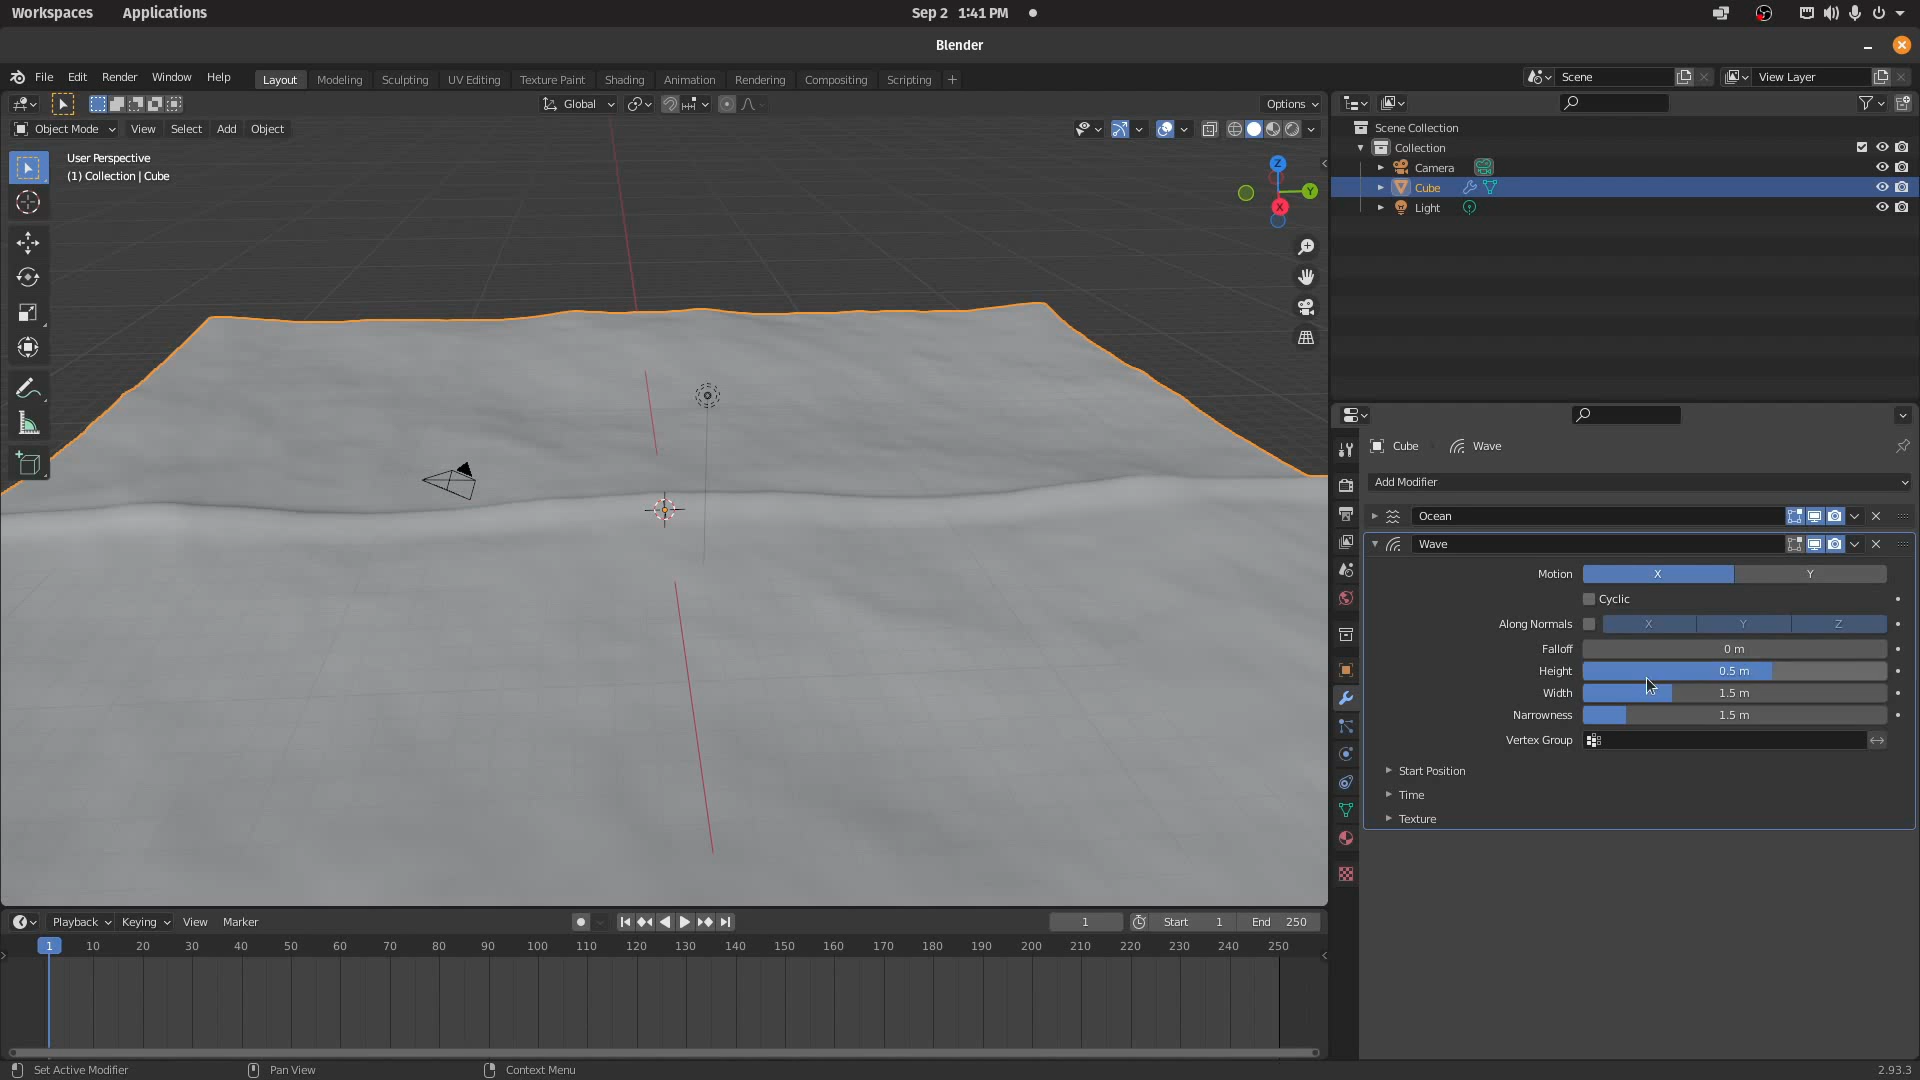 Workspaces Applications Sep 2 1:41 PM
Blender
File Edit Render Window Help Layout Modeling Sculpting UV Editing Texture Paint Shading Animation Rendering Compositing Scripting + Scene View Layer
Global Options
Object Mode View Select Add Object
User Perspective
(1) Collection | Cube
Z
Y
X
Scene Collection
Collection
Camera
Cube
Light
Cube Wave
Add Modifier
Ocean
Wave
Motion X Y
Cyclic
Along Normals X Y Z
Falloff 0 m
Height 0.5 m
Width 1.5 m
Narrowness 1.5 m
Vertex Group
Start Position
Time
Texture
Playback Keying View Marker 1 Start 1 End 250
1 10 20 30 40 50 60 70 80 90 100 110 120 130 140 150 160 170 180 190 200 210 220 230 240 250
Set Active Modifier Pan View Context Menu 2.93.3